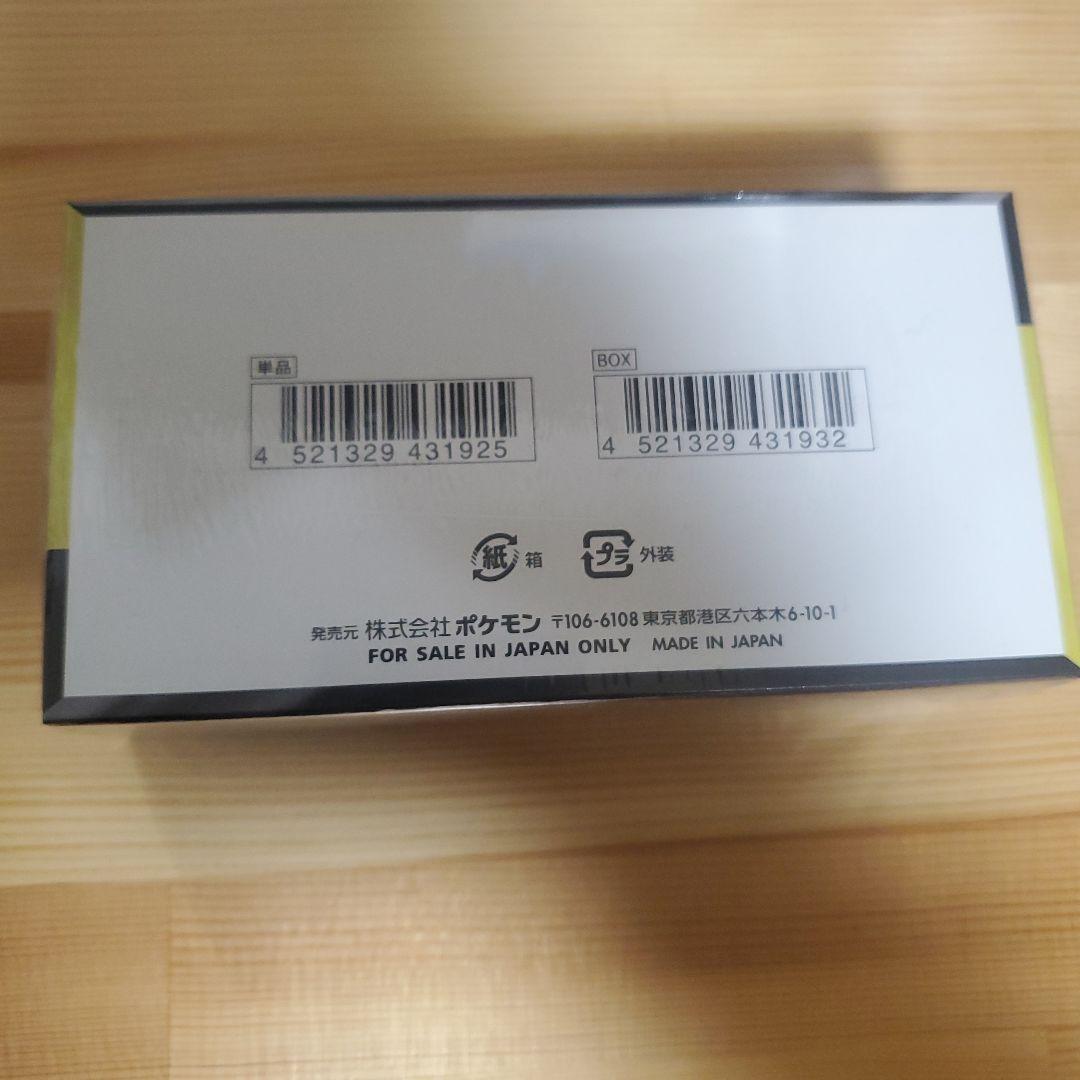 単品
BOX
4 521329 431925
4 521329 431932
紙 箱
プラ 外装
発売元 株式会社 ポケモン 〒106-6108 東京都港区六本木6-10-1
FOR SALE IN JAPAN ONLY MADE IN JAPAN